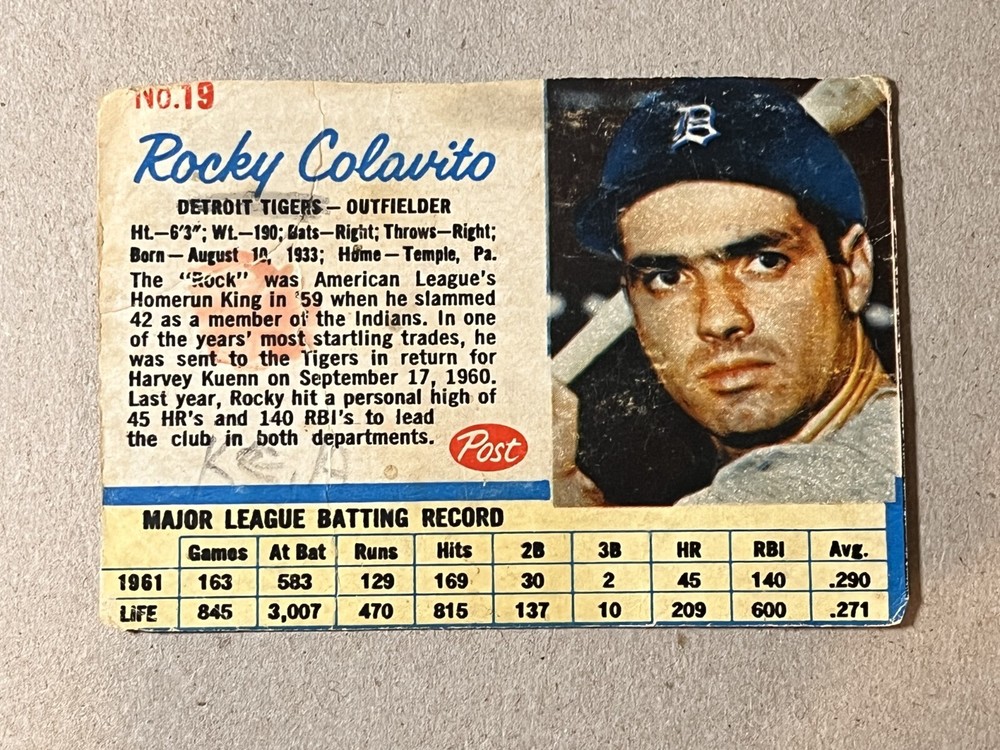 No.19
Rocky Colavito
DETROIT TIGERS — OUTFIELDER
Ht.—6'3"; Wt.—190; Bats—Right; Throws—Right;
Born — August 10, 1933; Home — Temple, Pa.
The "Rock" was American League's
Homerun King in '59 when he slammed
42 as a member of the Indians. In one
of the years' most startling trades, he
was sent to the Tigers in return for
Harvey Kuenn on September 17, 1960.
Last year, Rocky hit a personal high of
45 HR's and 140 RBI's to lead
the club in both departments.
Post
D
MAJOR LEAGUE BATTING RECORD
Games At Bat Runs Hits 2B 3B HR RBI Avg.
1961 163 583 129 169 30 2 45 140 .290
LIFE 845 3,007 470 815 137 10 209 600 .271